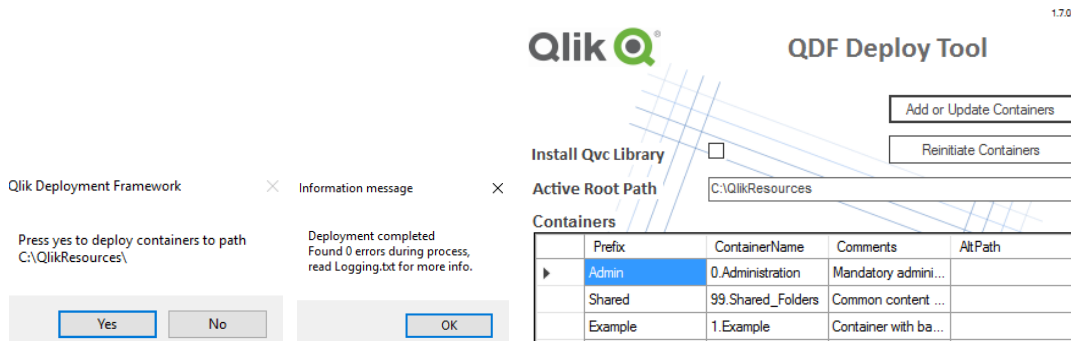 Qlik Deployment Framework
Press yes to deploy containers to path
C:\QlikResources\
Yes
No
Information message
Deployment completed
Found 0 errors during process,
read Logging.txt for more info.
OK
1.7.0
Qlik
QDF Deploy Tool
Add or Update Containers
Install Qvc Library
Reinitiate Containers
Active Root Path
C:\QlikResources
Containers
Prefix ContainerName Comments AltPath
Admin 0.Administration Mandatory admini...
Shared 99.Shared_Folders Common content ...
Example 1.Example Container with ba...